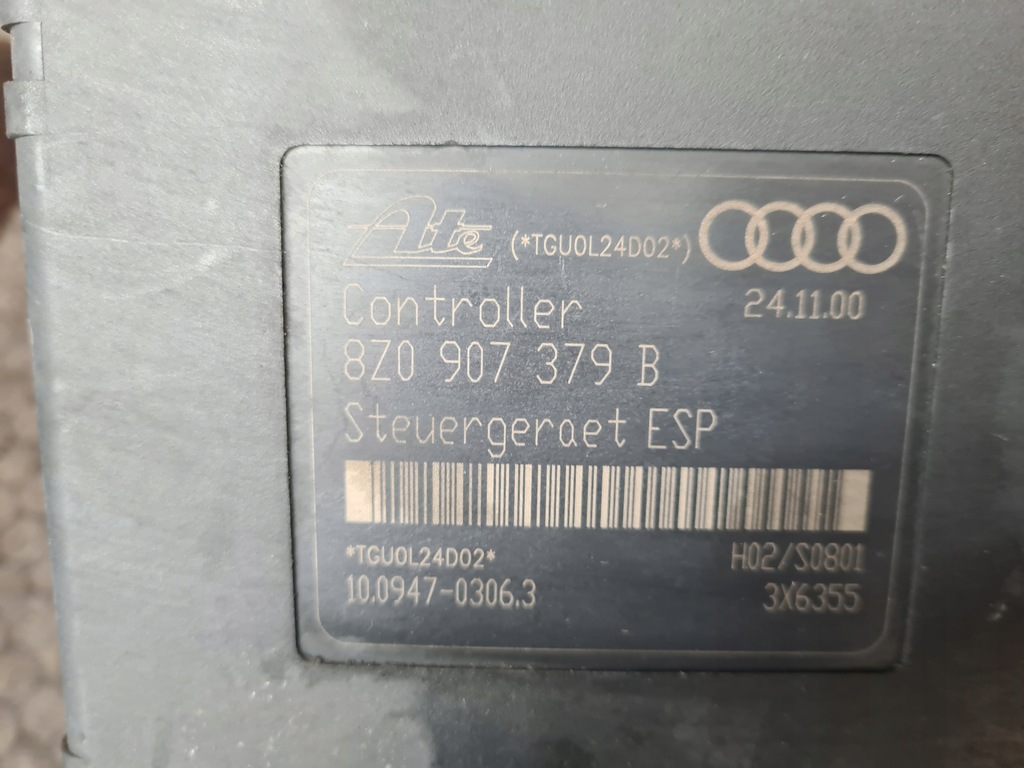 Ate (*TGU0L24D02*)
Controller 24.11.00
8Z0 907 379 B
Steuergeraet ESP
*TGU0L24D02* H02/S0801
10.0947-0306.3 3X6355